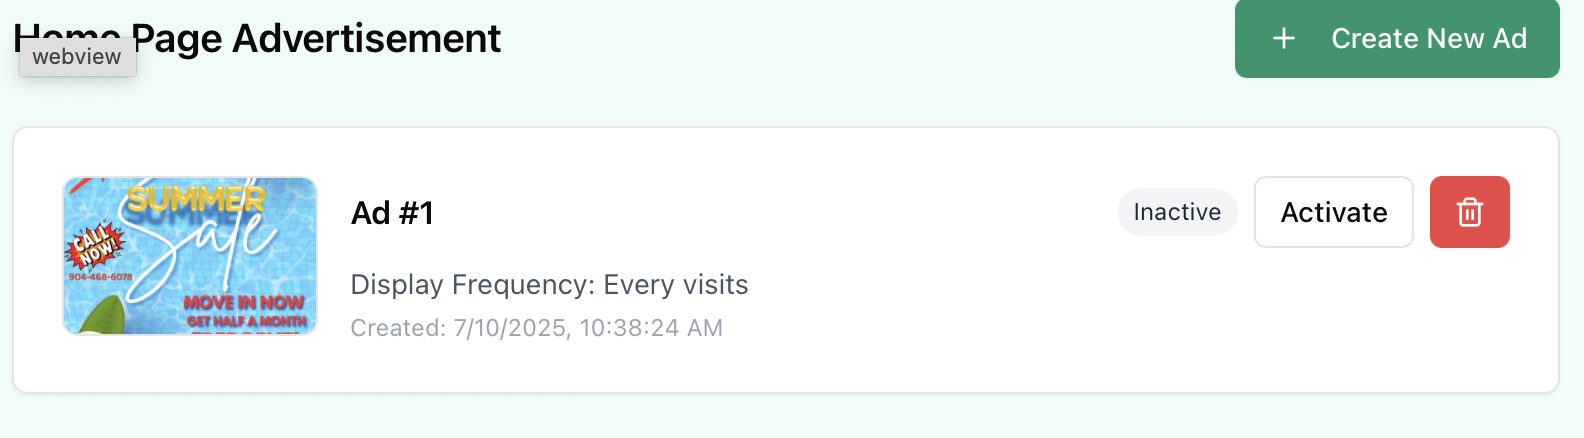 Home Page Advertisement
webview
+ Create New Ad
SUMMER
Sale
CALL
NOW!
904-468-6078
MOVE IN NOW
GET HALF A MONTH
Ad #1
Inactive
Activate
Display Frequency: Every visits
Created: 7/10/2025, 10:38:24 AM